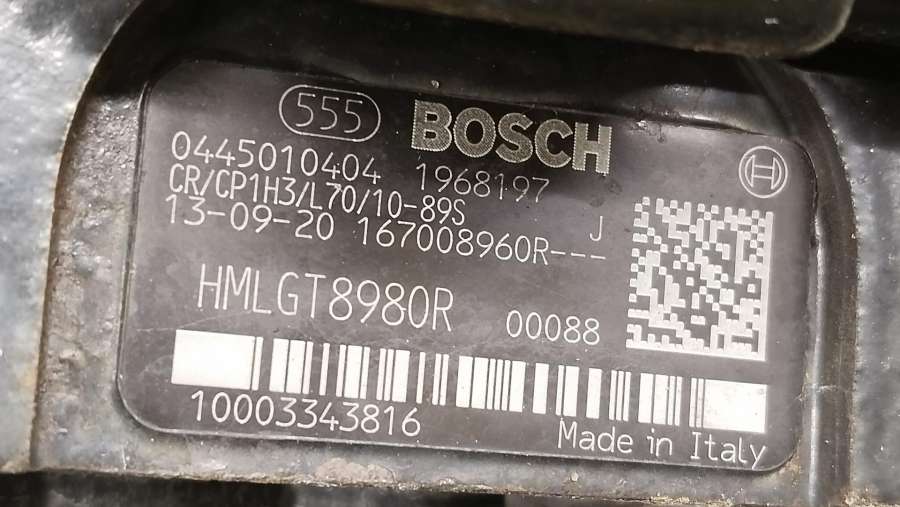 555 BOSCH
0445010404 1968197
CR/CP1H3/L70/10-89S J
13-09-20 167008960R---
HMLGT8980R 00088
10003343816
Made in Italy